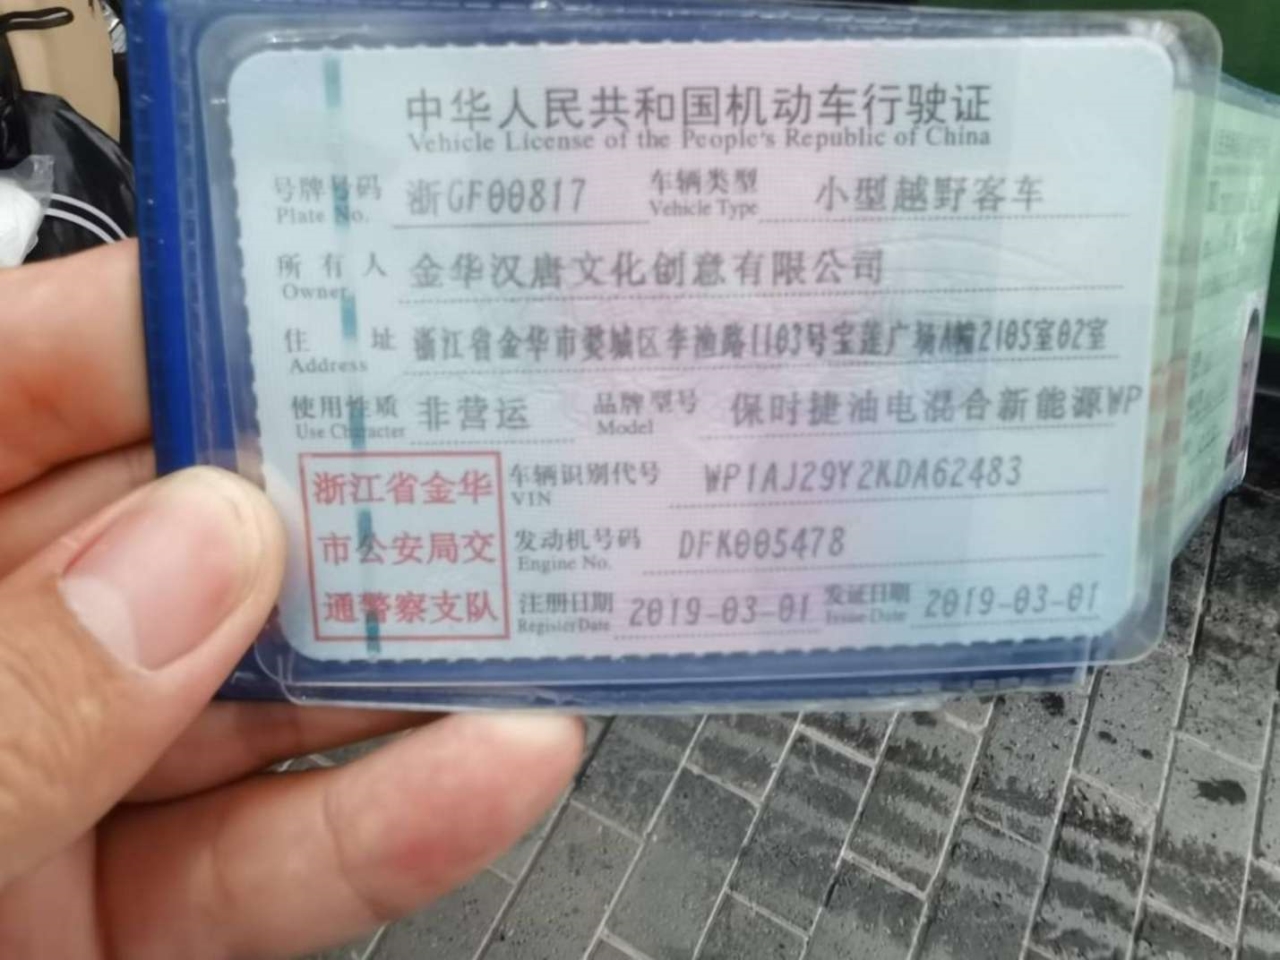 中华人民共和国机动车行驶证
Vehicle License of the People's Republic of China
号牌号码 浙GF00817 车辆类型 小型越野客车
Plate No. Vehicle Type
所有人 金华汉唐文化创意有限公司
Owner
住址 浙江省金华市婺城区李渔路1103号宝莲广场A幢2105室02室
Address
使用性质 非营运 品牌型号 保时捷油电混合新能源WP
Use Character Model
浙江省金华
市公安局交
通警察支队
车辆识别代号 WP1AJ29Y2KDA62483
VIN
发动机号码 DFK005478
Engine No.
注册日期 2019-03-01 发证日期 2019-03-01
Register Date Issue Date